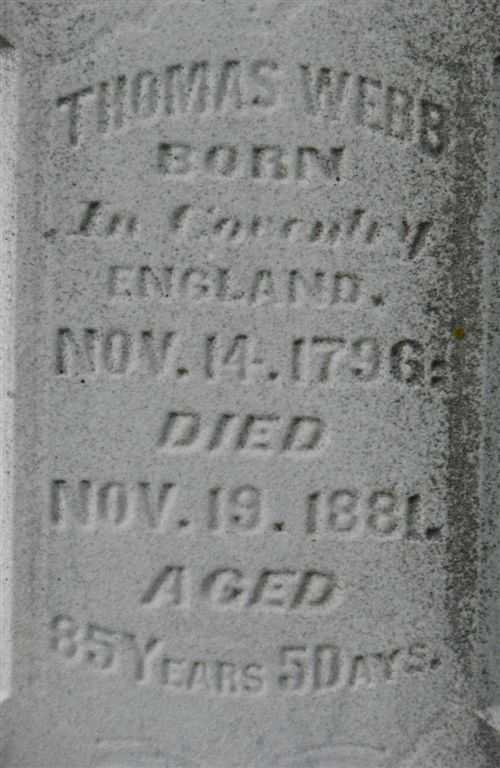 THOMAS WEBB
BORN
In Coventry,
ENGLAND.
NOV. 14. 1796:
DIED
NOV. 19. 1881.
AGED
85 YEARS 5 DAYS.